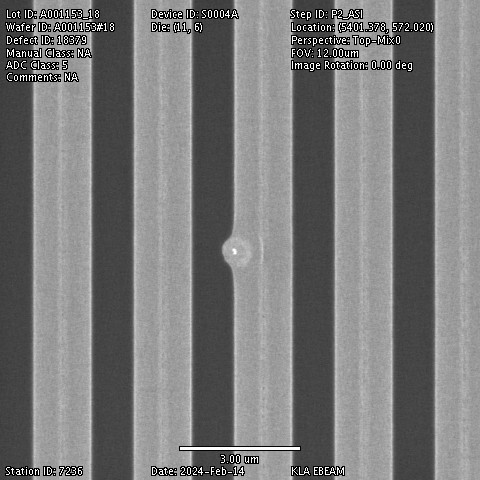 Lot ID: A001153_18
Wafer ID: A001153#18
Defect ID: 18379
Manual Class: NA
ADC Class: 5
Comments: NA
Device ID: S0004A
Die: (11, 6)
Step ID: P2_ASI
Location: (5401.378, 572.020)
Perspective: Top-Mix0
FOV: 12.00um
Image Rotation: 0.00 deg
3.00 um
Station ID: 7236
Date: 2024-Feb-14
KLA EBEAM